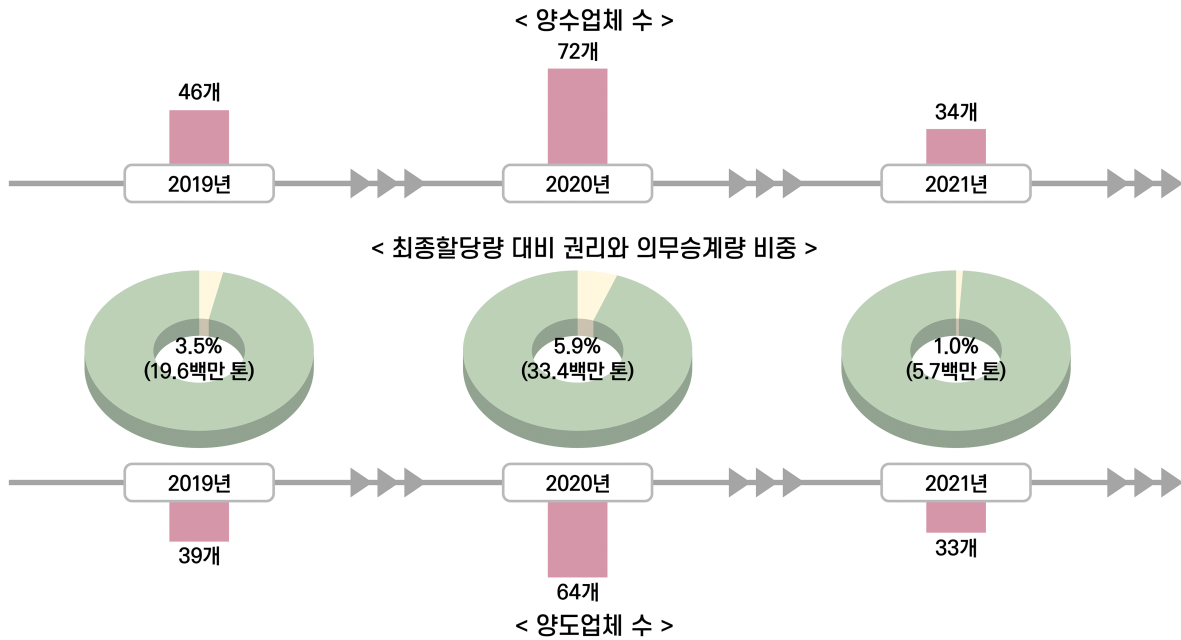 < 양수업체 수 >
46개
72개
34개
2019년
2020년
2021년
< 최종할당량 대비 권리와 의무승계량 비중 >
3.5%
(19.6백만 톤)
5.9%
(33.4백만 톤)
1.0%
(5.7백만 톤)
2019년
2020년
2021년
39개
64개
33개
< 양도업체 수 >